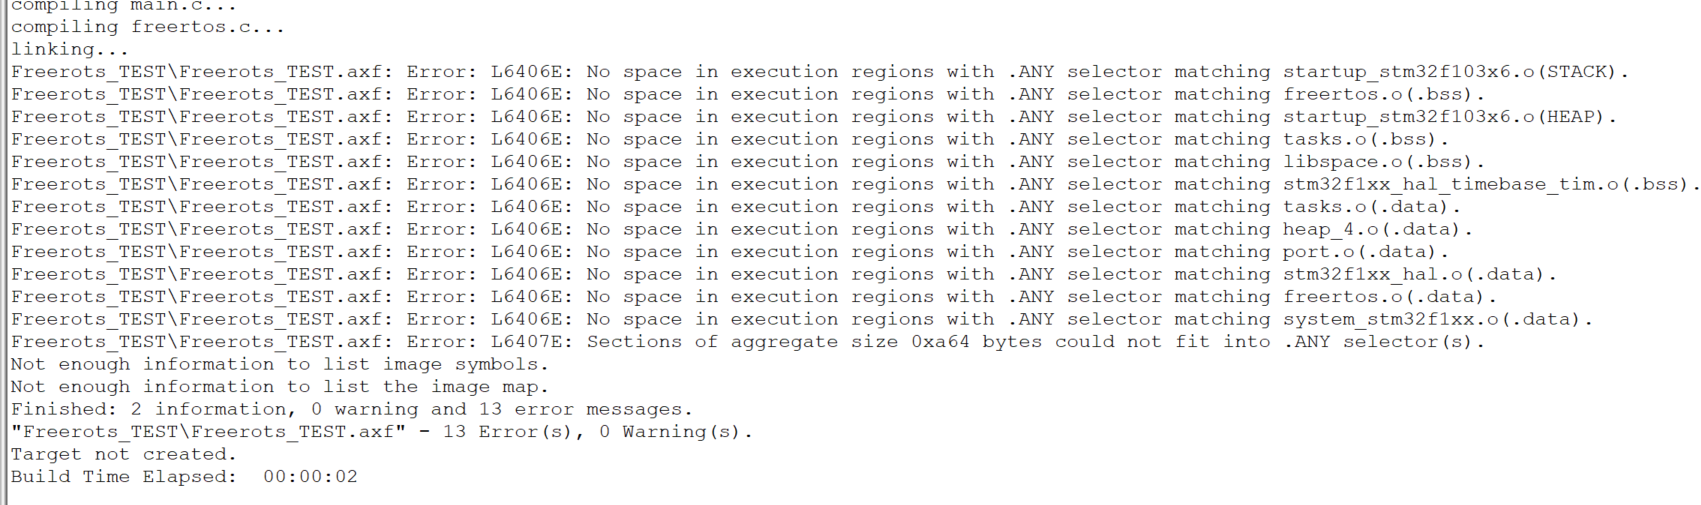 compiling main.c...
compiling freertos.c...
linking...
Freerots_TEST\Freerots_TEST.axf: Error: L6406E: No space in execution regions with .ANY selector matching startup_stm32f103x6.o(STACK).
Freerots_TEST\Freerots_TEST.axf: Error: L6406E: No space in execution regions with .ANY selector matching freertos.o(.bss).
Freerots_TEST\Freerots_TEST.axf: Error: L6406E: No space in execution regions with .ANY selector matching startup_stm32f103x6.o(HEAP).
Freerots_TEST\Freerots_TEST.axf: Error: L6406E: No space in execution regions with .ANY selector matching tasks.o(.bss).
Freerots_TEST\Freerots_TEST.axf: Error: L6406E: No space in execution regions with .ANY selector matching libspace.o(.bss).
Freerots_TEST\Freerots_TEST.axf: Error: L6406E: No space in execution regions with .ANY selector matching stm32f1xx_hal_timebase_tim.o(.bss).
Freerots_TEST\Freerots_TEST.axf: Error: L6406E: No space in execution regions with .ANY selector matching tasks.o(.data).
Freerots_TEST\Freerots_TEST.axf: Error: L6406E: No space in execution regions with .ANY selector matching heap_4.o(.data).
Freerots_TEST\Freerots_TEST.axf: Error: L6406E: No space in execution regions with .ANY selector matching port.o(.data).
Freerots_TEST\Freerots_TEST.axf: Error: L6406E: No space in execution regions with .ANY selector matching stm32f1xx_hal.o(.data).
Freerots_TEST\Freerots_TEST.axf: Error: L6406E: No space in execution regions with .ANY selector matching freertos.o(.data).
Freerots_TEST\Freerots_TEST.axf: Error: L6406E: No space in execution regions with .ANY selector matching system_stm32f1xx.o(.data).
Freerots_TEST\Freerots_TEST.axf: Error: L6407E: Sections of aggregate size 0xa64 bytes could not fit into .ANY selector(s).
Not enough information to list image symbols.
Not enough information to list the image map.
Finished: 2 information, 0 warning and 13 error messages.
"Freerots_TEST\Freerots_TEST.axf" - 13 Error(s), 0 Warning(s).
Target not created.
Build Time Elapsed:  00:00:02